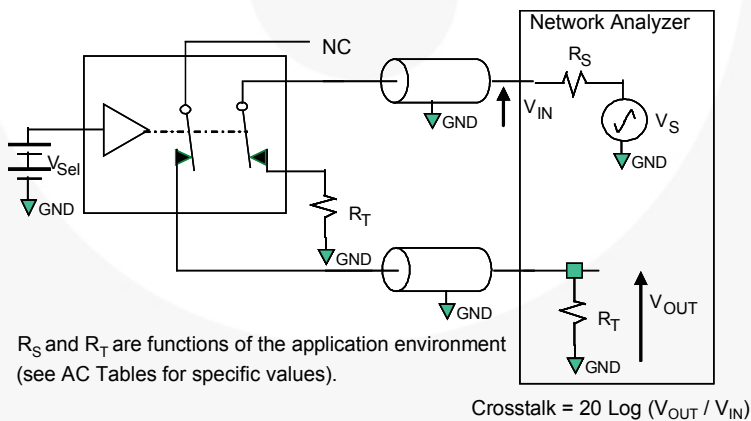 Network Analyzer
NC
R_S
V_IN
V_S
GND
GND
V_Sel
GND
R_T
GND
GND
V_OUT
R_T
GND
R_S and R_T are functions of the application environment
(see AC Tables for specific values).
Crosstalk = 20 Log (V_OUT / V_IN)